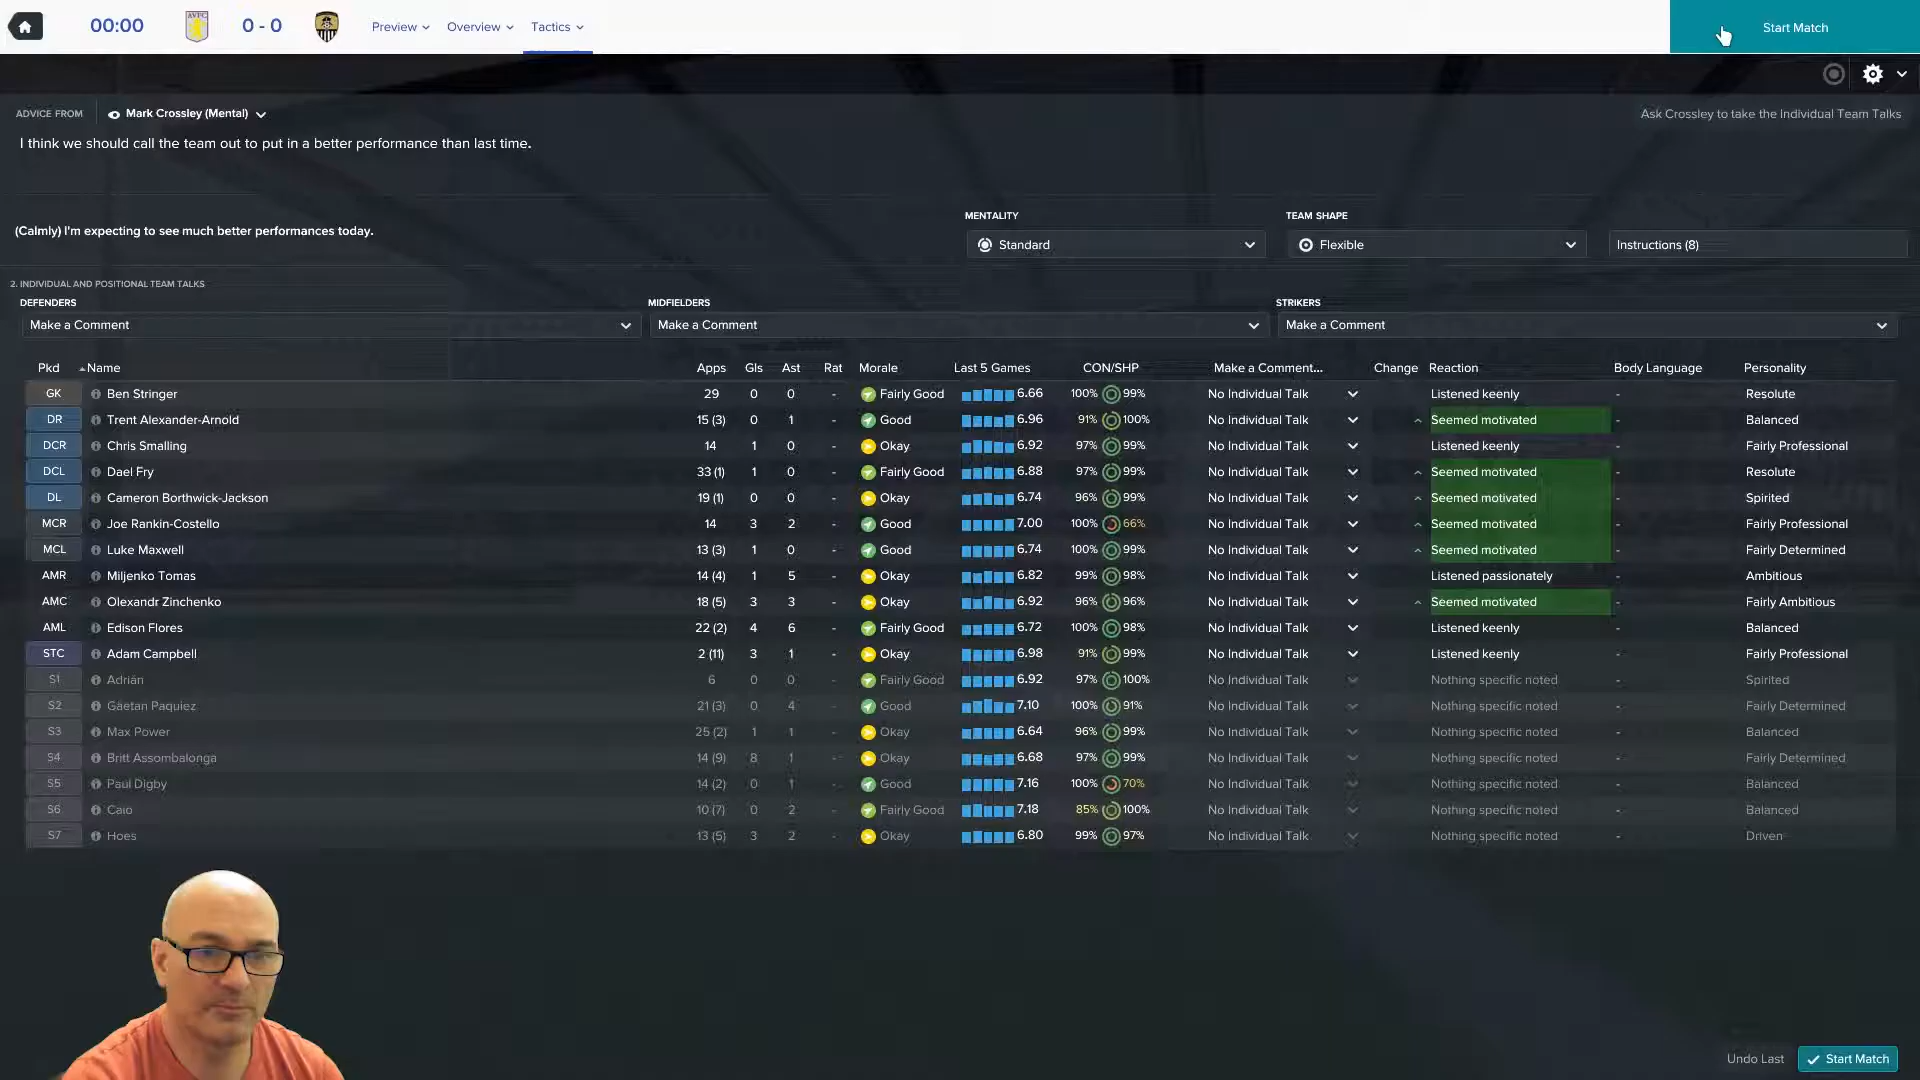 00:00 AVFC 0 - 0 Preview Overview Tactics Start Match
ADVICE FROM Mark Crossley (Mental) Ask Crossley to take the Individual Team Talks
I think we should call the team out to put in a better performance than last time.
MENTALITY TEAM SHAPE
(Calmly) I'm expecting to see much better performances today. Standard Flexible Instructions (8)
2. INDIVIDUAL AND POSITIONAL TEAM TALKS
DEFENDERS MIDFIELDERS STRIKERS
Make a Comment Make a Comment Make a Comment
Pkd Name Apps Gls Ast Rat Morale Last 5 Games CON/SHP Make a Comment... Change Reaction Body Language Personality
GK Ben Stringer 29 0 0 - Fairly Good 6.66 100% 99% No Individual Talk Listened keenly - Resolute
DR Trent Alexander-Arnold 15 (3) 0 1 - Good 6.96 91% 100% No Individual Talk Seemed motivated - Balanced
DCR Chris Smalling 14 1 0 - Okay 6.92 97% 99% No Individual Talk Listened keenly - Fairly Professional
DCL Dael Fry 33 (1) 1 0 - Fairly Good 6.88 97% 99% No Individual Talk Seemed motivated - Resolute
DL Cameron Borthwick-Jackson 19 (1) 0 0 - Okay 6.74 96% 99% No Individual Talk Seemed motivated - Spirited
MCR Joe Rankin-Costello 14 3 2 - Good 7.00 100% 66% No Individual Talk Seemed motivated - Fairly Professional
MCL Luke Maxwell 13 (3) 1 0 - Good 6.74 100% 99% No Individual Talk Seemed motivated - Fairly Determined
AMR Miljenko Tomas 14 (4) 1 5 - Okay 6.82 99% 98% No Individual Talk Listened passionately - Ambitious
AMC Olexandr Zinchenko 18 (5) 3 3 - Okay 6.92 96% 96% No Individual Talk Seemed motivated - Fairly Ambitious
AML Edison Flores 22 (2) 4 6 - Fairly Good 6.72 100% 98% No Individual Talk Listened keenly - Balanced
STC Adam Campbell 2 (11) 3 1 - Okay 6.98 91% 99% No Individual Talk Listened keenly - Fairly Professional
S1 Adrián 6 0 0 - Fairly Good 6.92 97% 100% No Individual Talk Nothing specific noted - Spirited
S2 Gäetan Paquiez 21 (3) 0 4 - Good 7.10 100% 91% No Individual Talk Nothing specific noted - Fairly Determined
S3 Max Power 25 (2) 1 1 - Okay 6.64 96% 99% No Individual Talk Nothing specific noted - Balanced
S4 Britt Assombalonga 14 (9) 8 1 - Okay 6.68 97% 99% No Individual Talk Nothing specific noted - Fairly Determined
S5 Paul Digby 14 (2) 0 1 - Good 7.16 100% 70% No Individual Talk Nothing specific noted - Balanced
S6 Caio 10 (7) 0 2 - Fairly Good 7.18 85% 100% No Individual Talk Nothing specific noted - Balanced
S7 Hoes 13 (5) 3 2 - Okay 6.80 99% 97% No Individual Talk Nothing specific noted - Driven
Undo Last Start Match